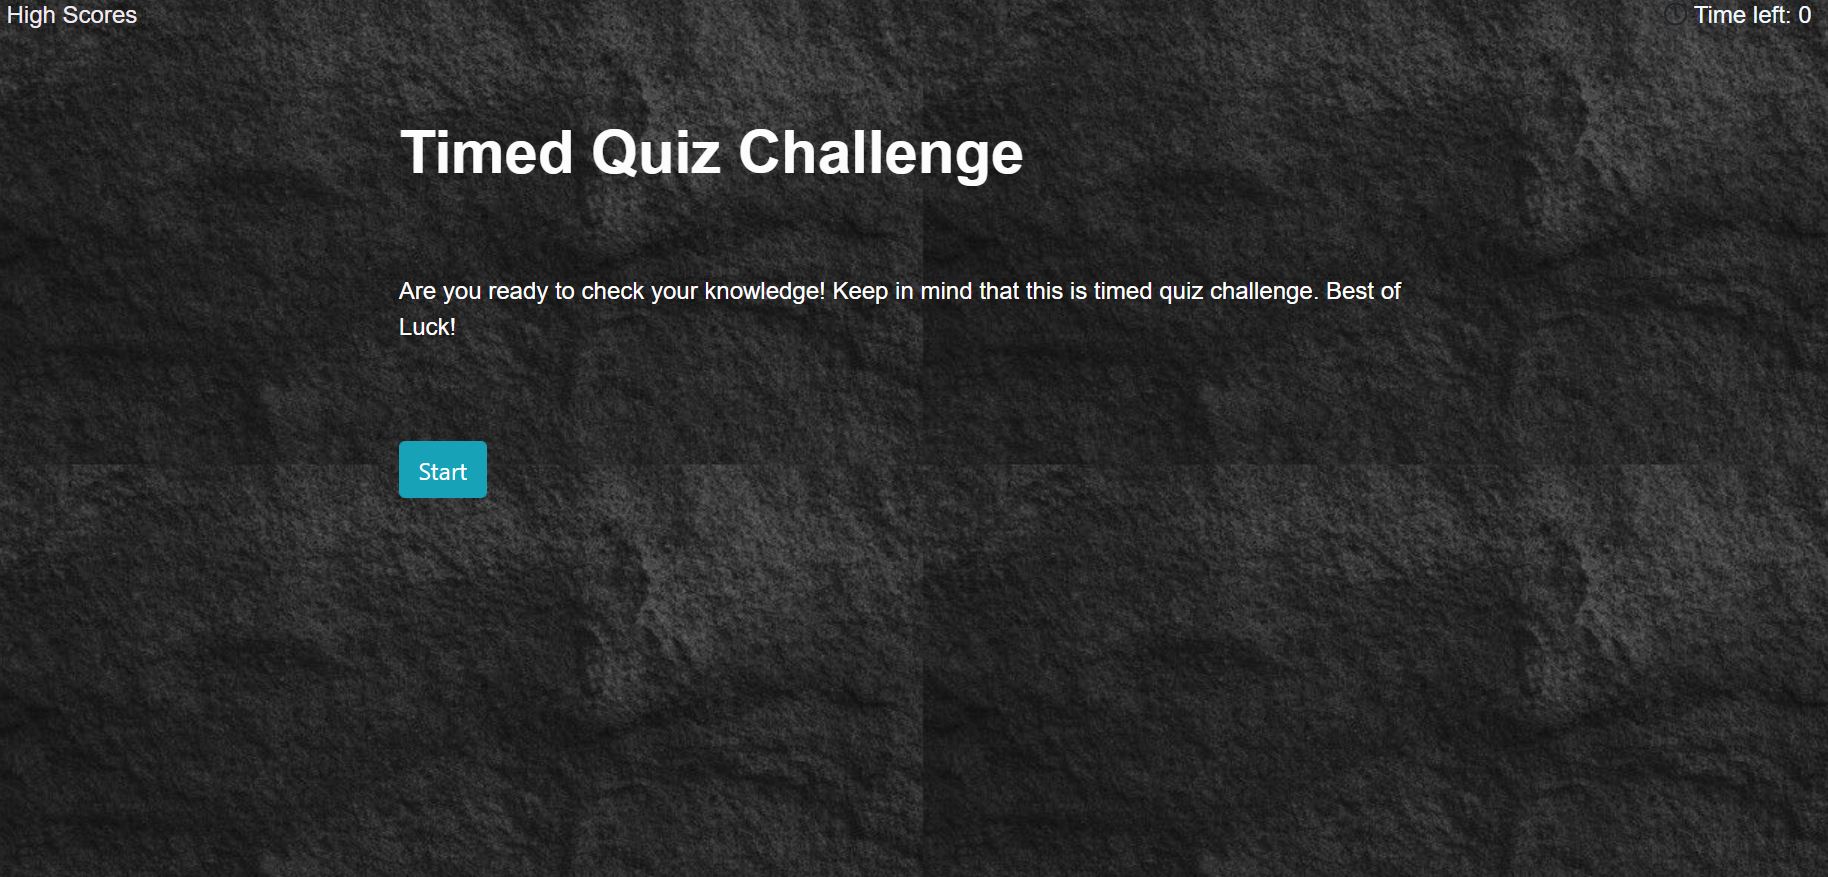 High Scores
Time left: 0
Timed Quiz Challenge
Are you ready to check your knowledge! Keep in mind that this is timed quiz challenge. Best of
Luck!
Start